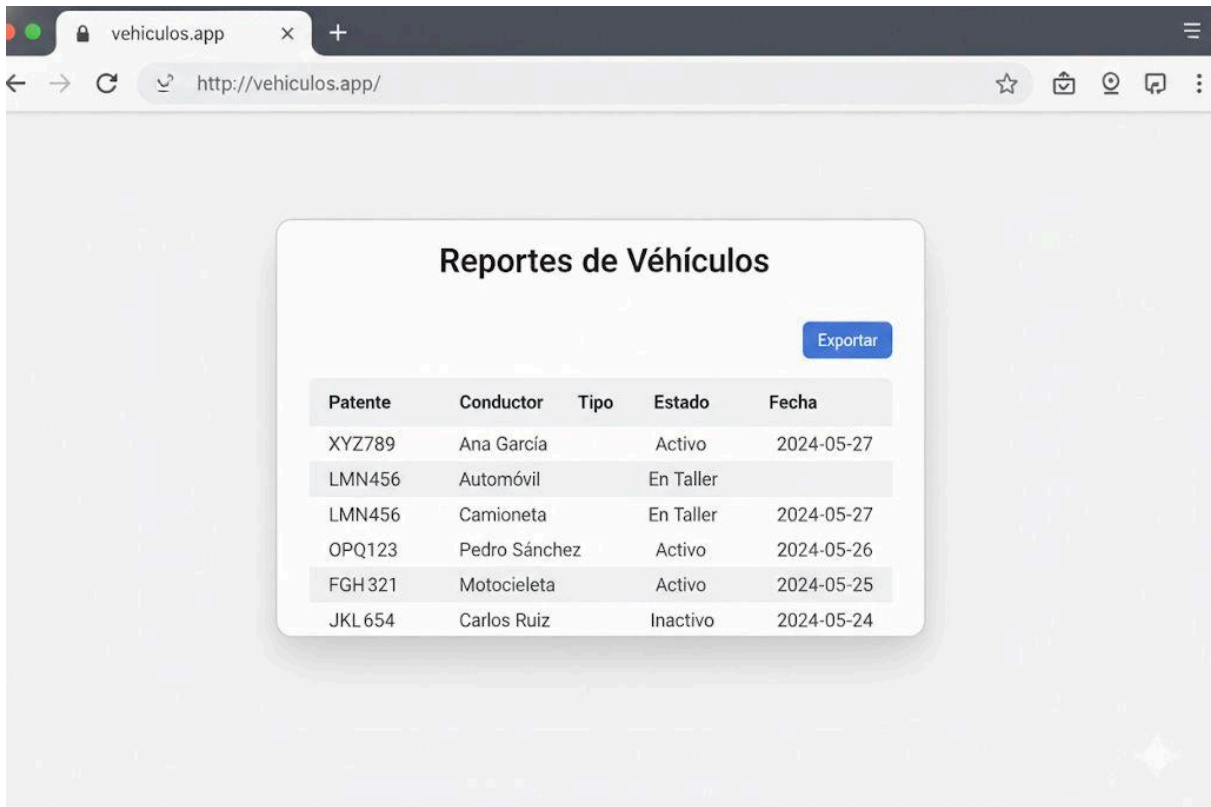 vehiculos.app
http://vehiculos.app/
Reportes de Véhículos
Exportar
Patente Conductor Tipo Estado Fecha
XYZ789 Ana García Activo 2024-05-27
LMN456 Automóvil En Taller
LMN456 Camioneta En Taller 2024-05-27
OPQ123 Pedro Sánchez Activo 2024-05-26
FGH321 Motocieleta Activo 2024-05-25
JKL654 Carlos Ruiz Inactivo 2024-05-24